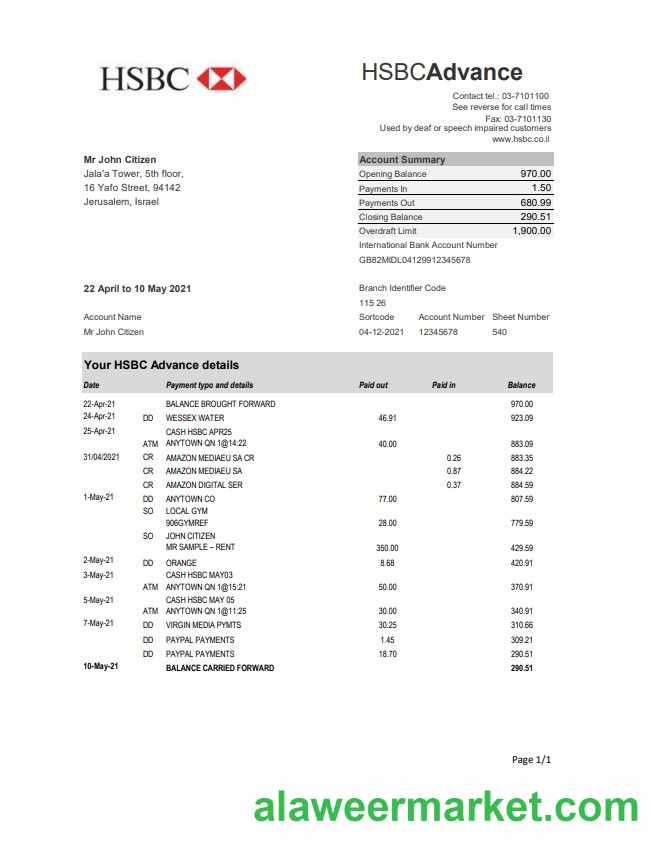 HSBC
HSBCAdvance
Contact tel.: 03-7101100
See reverse for call times
Fax: 03-7101130
Used by deaf or speech impaired customers
www.hsbc.co.il
Mr John Citizen
Jala'a Tower, 5th floor,
16 Yafo Street, 94142
Jerusalem, Israel
Account Summary
Opening Balance 970.00
Payments In 1.50
Payments Out 680.99
Closing Balance 290.51
Overdraft Limit 1,900.00
International Bank Account Number
GB82MIDL04129912345678
22 April to 10 May 2021
Branch Identifier Code
115 26
Account Name
Mr John Citizen
Sortcode Account Number Sheet Number
04-12-2021 12345678 540
Your HSBC Advance details
Date Payment typo and details Paid out Paid in Balance
22-Apr-21 BALANCE BROUGHT FORWARD 970.00
24-Apr-21 DD WESSEX WATER 46.91 923.09
25-Apr-21 CASH HSBC APR25
ATM ANYTOWN QN 1@14:22 40.00 883.09
31/04/2021 CR AMAZON MEDIAEU SA CR 0.26 883.35
CR AMAZON MEDIAEU SA 0.87 884.22
CR AMAZON DIGITAL SER 0.37 884.59
1-May-21 DD ANYTOWN CO 77.00 807.59
SO LOCAL GYM
906GYMREF 28.00 779.59
SO JOHN CITIZEN
MR SAMPLE – RENT 350.00 429.59
2-May-21 DD ORANGE 8.68 420.91
3-May-21 CASH HSBC MAY03
ATM ANYTOWN QN 1@15:21 50.00 370.91
5-May-21 CASH HSBC MAY 05
ATM ANYTOWN QN 1@11:25 30.00 340.91
7-May-21 DD VIRGIN MEDIA PYMTS 30.25 310.66
DD PAYPAL PAYMENTS 1.45 309.21
DD PAYPAL PAYMENTS 18.70 290.51
10-May-21 BALANCE CARRIED FORWARD 290.51
Page 1/1
alaweermarket.com